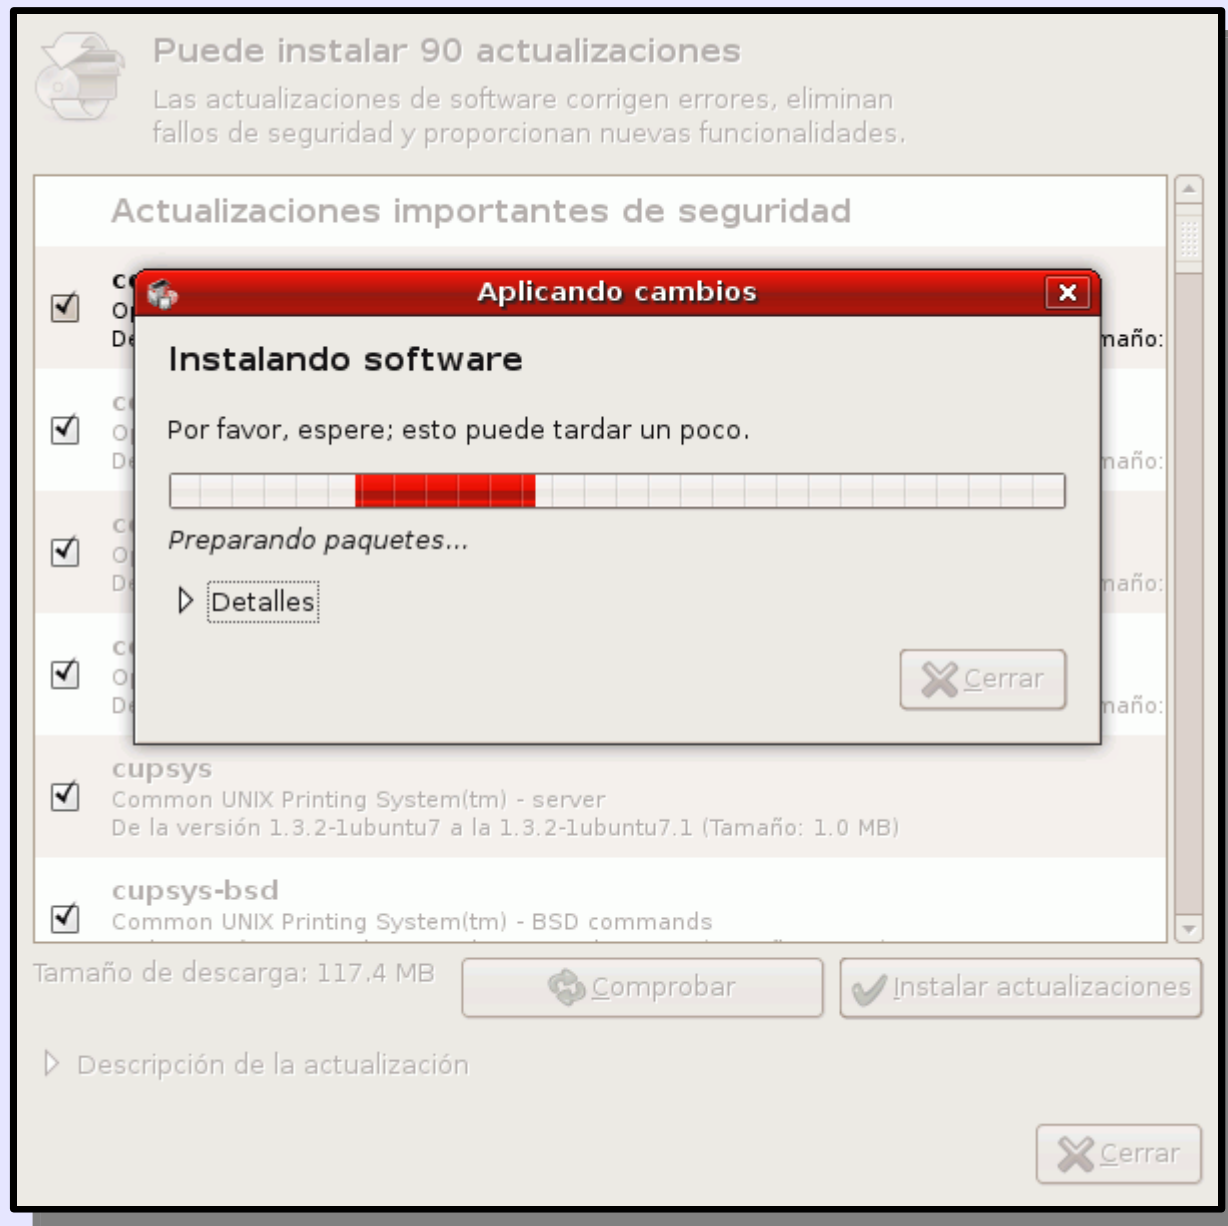 Puede instalar 90 actualizaciones
Las actualizaciones de software corrigen errores, eliminan
fallos de seguridad y proporcionan nuevas funcionalidades.
Actualizaciones importantes de seguridad
Aplicando cambios
Instalando software
Por favor, espere; esto puede tardar un poco.
Preparando paquetes...
Detalles
Cerrar
cupsys
Common UNIX Printing System(tm) - server
De la versión 1.3.2-1ubuntu7 a la 1.3.2-1ubuntu7.1 (Tamaño: 1.0 MB)
cupsys-bsd
Common UNIX Printing System(tm) - BSD commands
Tamaño de descarga: 117.4 MB
Comprobar
Instalar actualizaciones
Descripción de la actualización
Cerrar